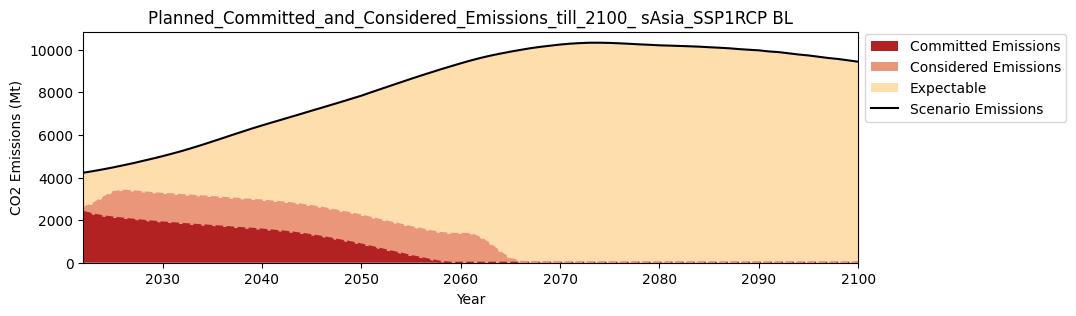 Planned_Committed_and_Considered_Emissions_till_2100_ sAsia_SSP1RCP BL
CO2 Emissions (Mt)
10000
8000
6000
4000
2000
0
2030 2040 2050 2060 2070 2080 2090 2100
Year
Committed Emissions
Considered Emissions
Expectable
Scenario Emissions